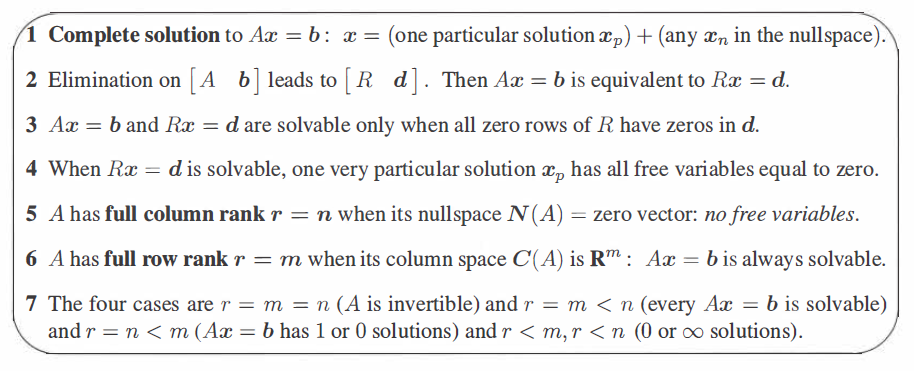 1 Complete solution to Ax = b : x = (one particular solution xₚ) + (any xₙ in the nullspace).
2 Elimination on [A b] leads to [R d]. Then Ax = b is equivalent to Rx = d.
3 Ax = b and Rx = d are solvable only when all zero rows of R have zeros in d.
4 When Rx = d is solvable, one very particular solution xₚ has all free variables equal to zero.
5 A has full column rank r = n when its nullspace N(A) = zero vector: no free variables.
6 A has full row rank r = m when its column space C(A) is Rᵐ : Ax = b is always solvable.
7 The four cases are r = m = n (A is invertible) and r = m < n (every Ax = b is solvable)
and r = n < m (Ax = b has 1 or 0 solutions) and r < m, r < n (0 or ∞ solutions).